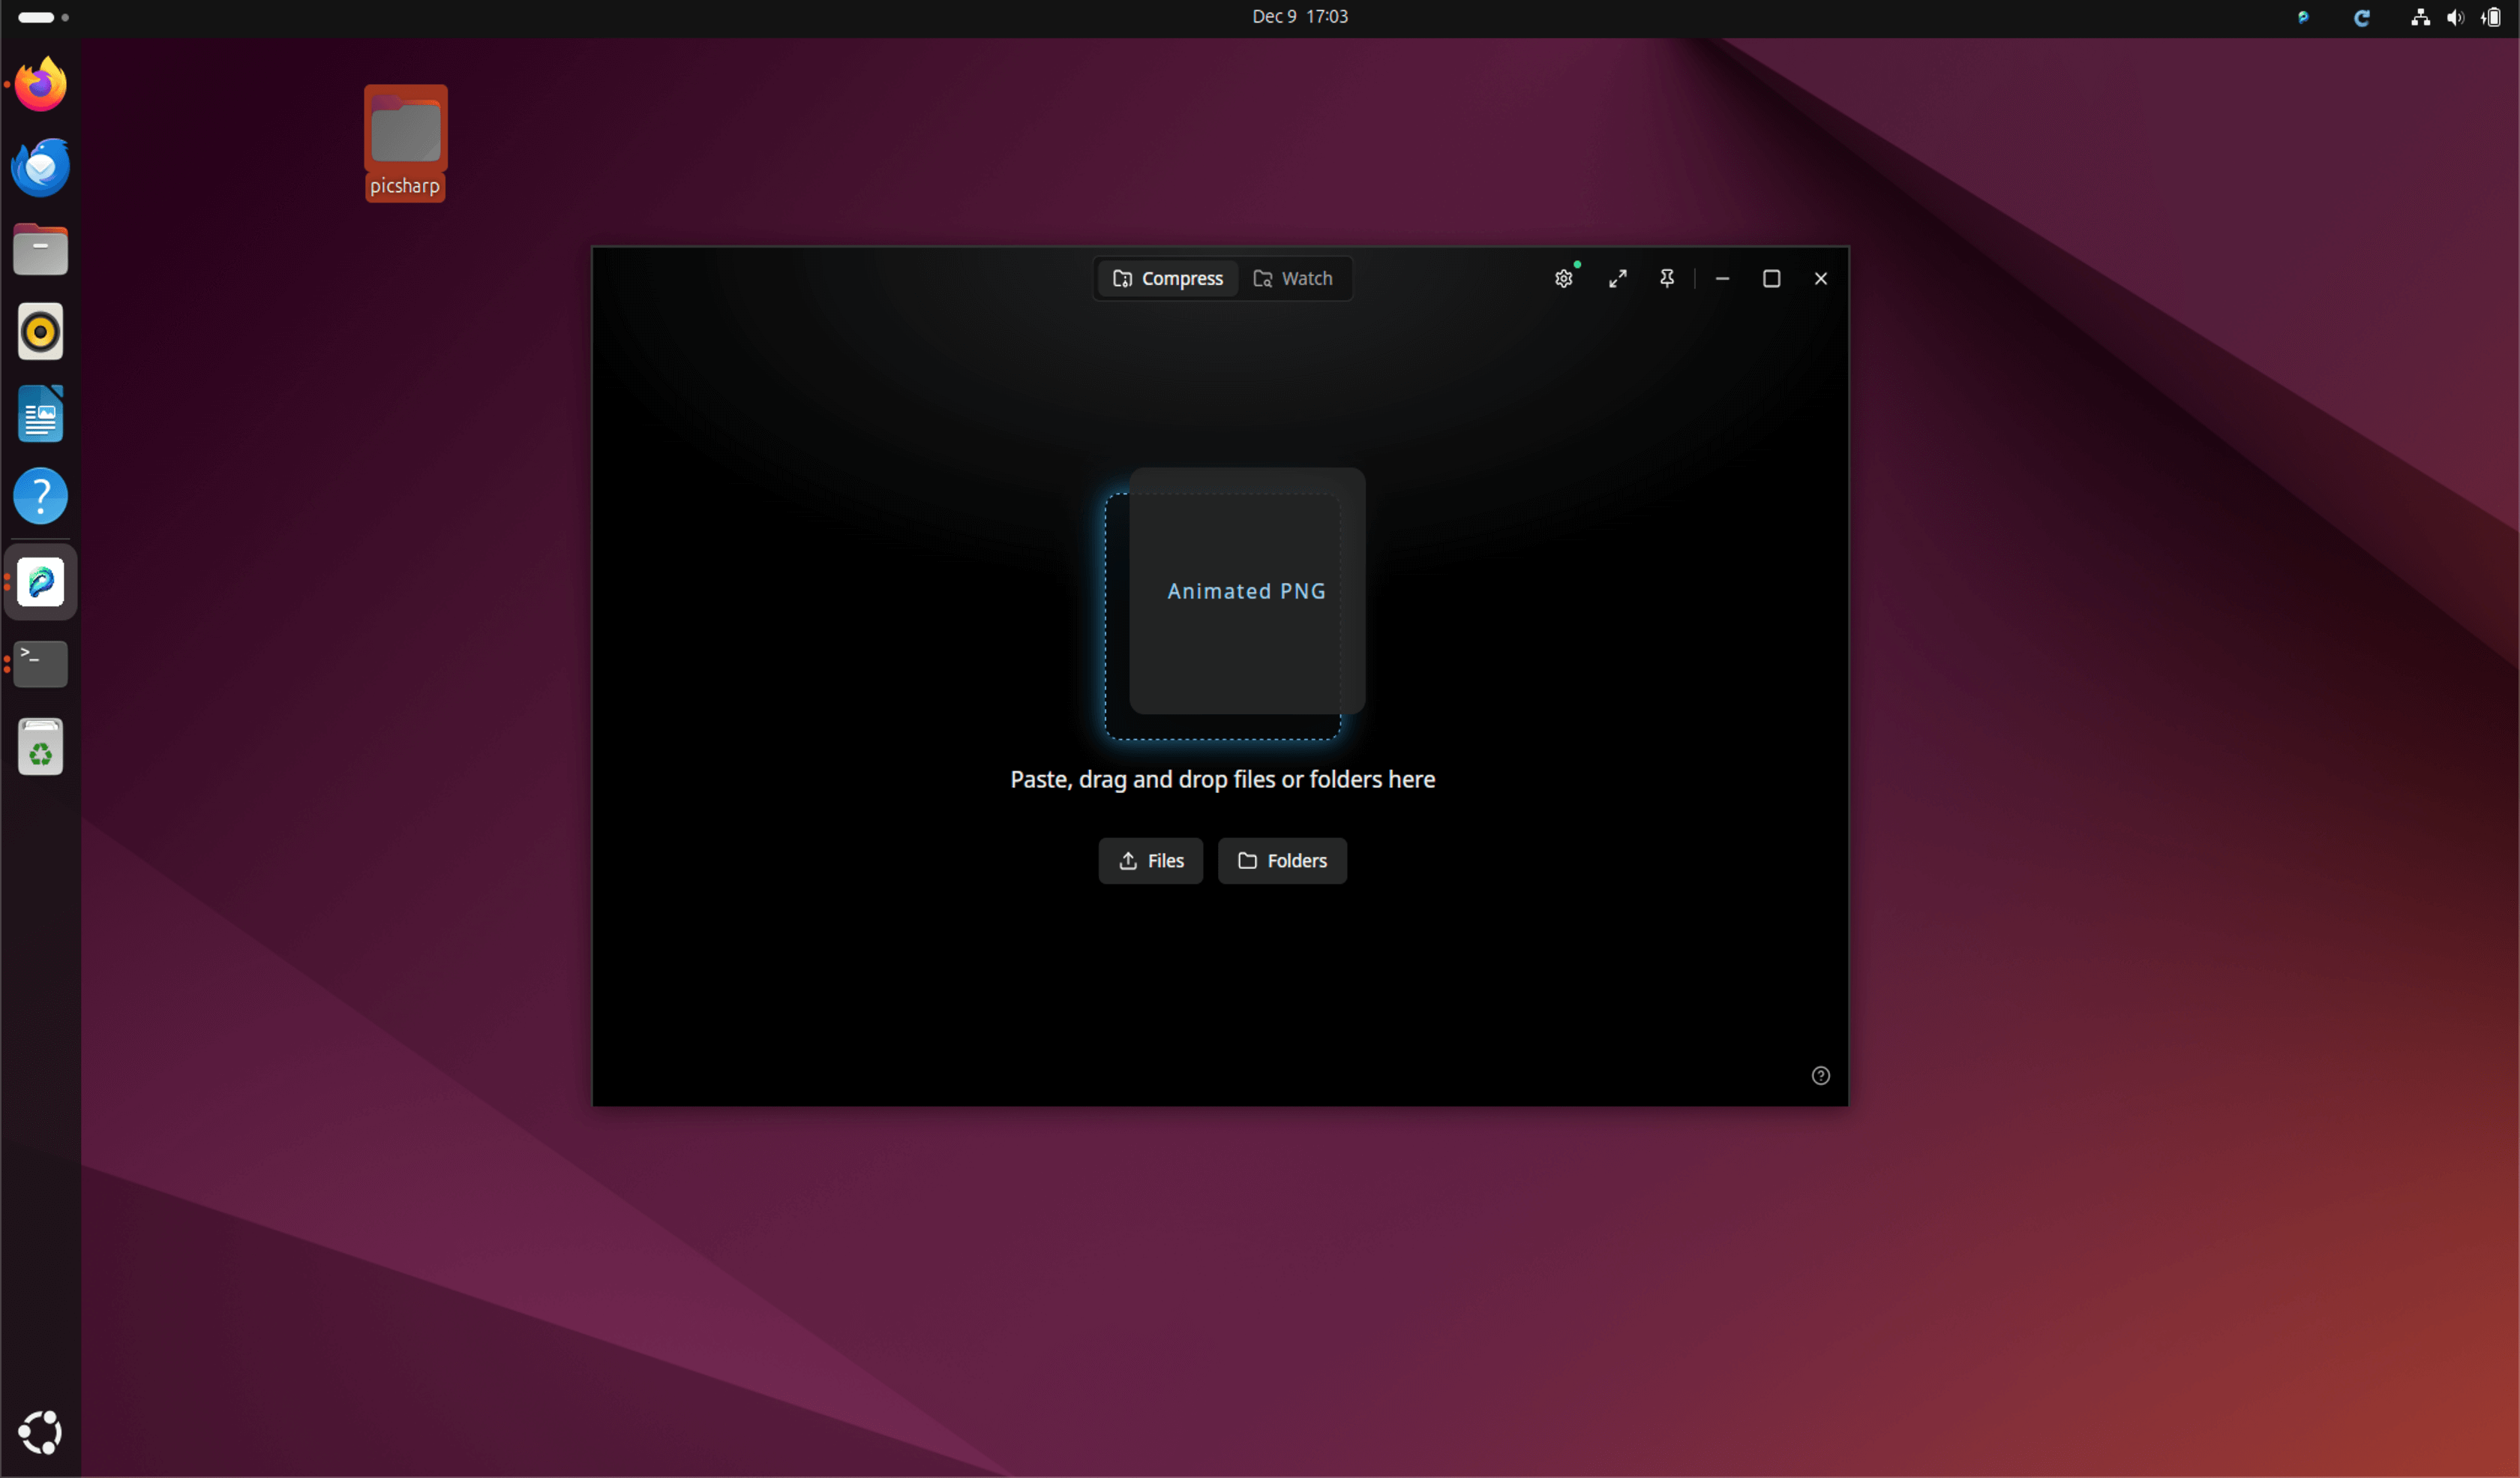 Dec 9 17:03
picsharp
Compress
Watch
Animated PNG
Paste, drag and drop files or folders here
Files
Folders